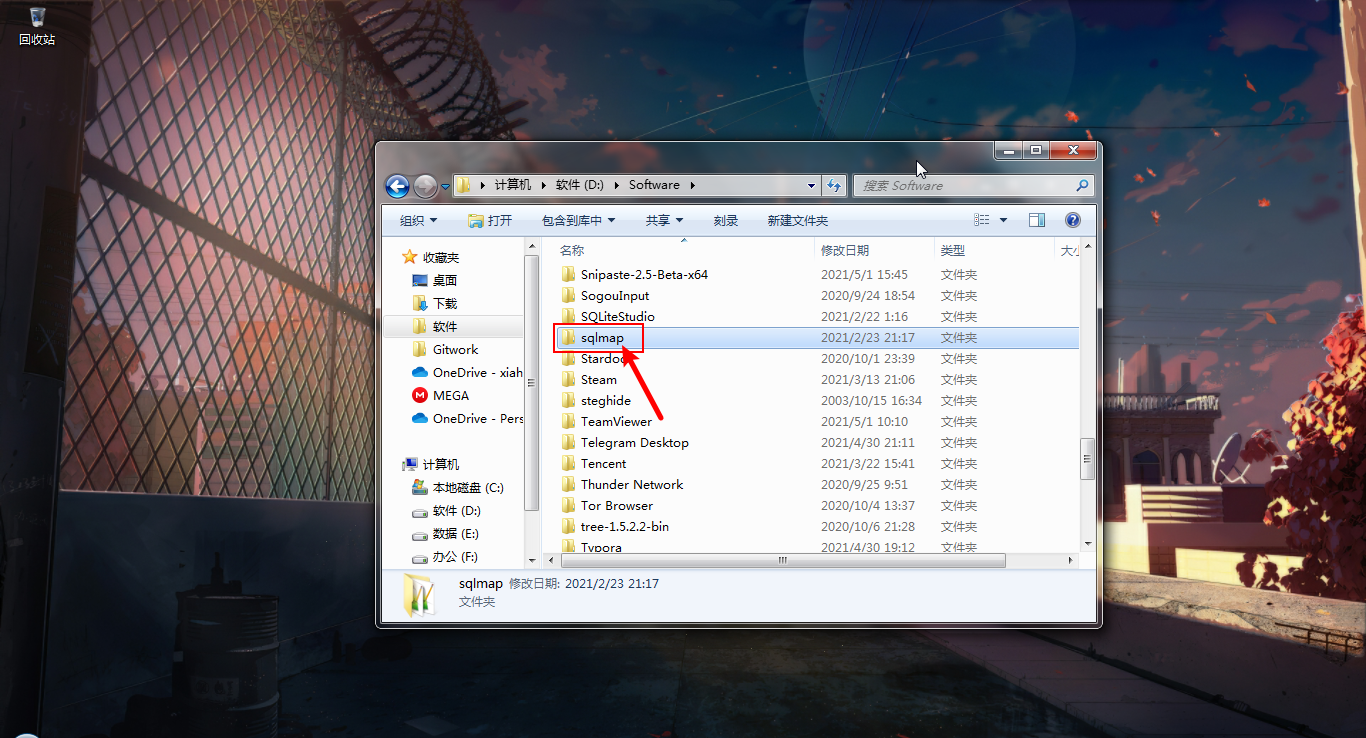 回收站
计算机 软件 (D:) Software
搜索 Software
组织 打开 包含到库中 共享 刻录 新建文件夹
名称 修改日期 类型 大小
收藏夹
桌面
下载
软件
Gitwork
OneDrive - xiah
MEGA
OneDrive - Pers
计算机
本地磁盘 (C:)
软件 (D:)
数据 (E:)
办公 (F:)
Snipaste-2.5-Beta-x64 2021/5/1 15:45 文件夹
SogouInput 2020/9/24 18:54 文件夹
SQLiteStudio 2021/2/22 1:16 文件夹
sqlmap 2021/2/23 21:17 文件夹
Stardoc 2020/10/1 23:39 文件夹
Steam 2021/3/13 21:06 文件夹
steghide 2003/10/15 16:34 文件夹
TeamViewer 2021/5/1 10:10 文件夹
Telegram Desktop 2021/4/30 21:11 文件夹
Tencent 2021/3/22 15:41 文件夹
Thunder Network 2020/9/25 9:51 文件夹
Tor Browser 2020/10/4 13:37 文件夹
tree-1.5.2.2-bin 2020/10/6 21:28 文件夹
Typora 2021/4/30 19:12 文件夹
sqlmap 修改日期: 2021/2/23 21:17
文件夹